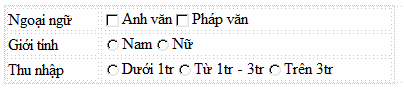 Ngoại ngữ Anh văn Pháp văn
Giới tính Nam Nữ
Thu nhập Dưới 1tr Từ 1tr - 3tr Trên 3tr